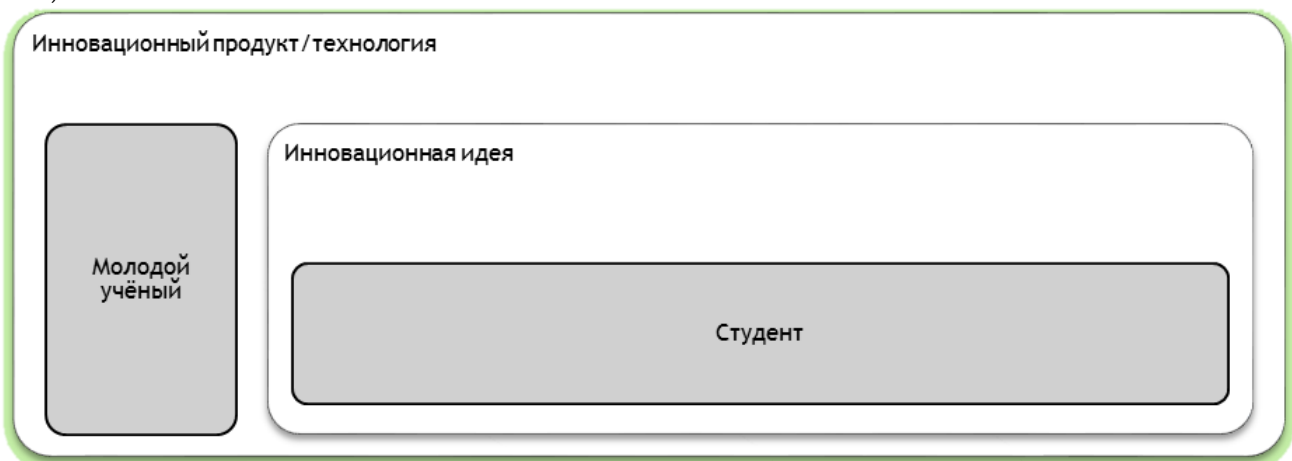 Инновационный продукт/технология
Инновационная идея
Молодой
учёный
Студент